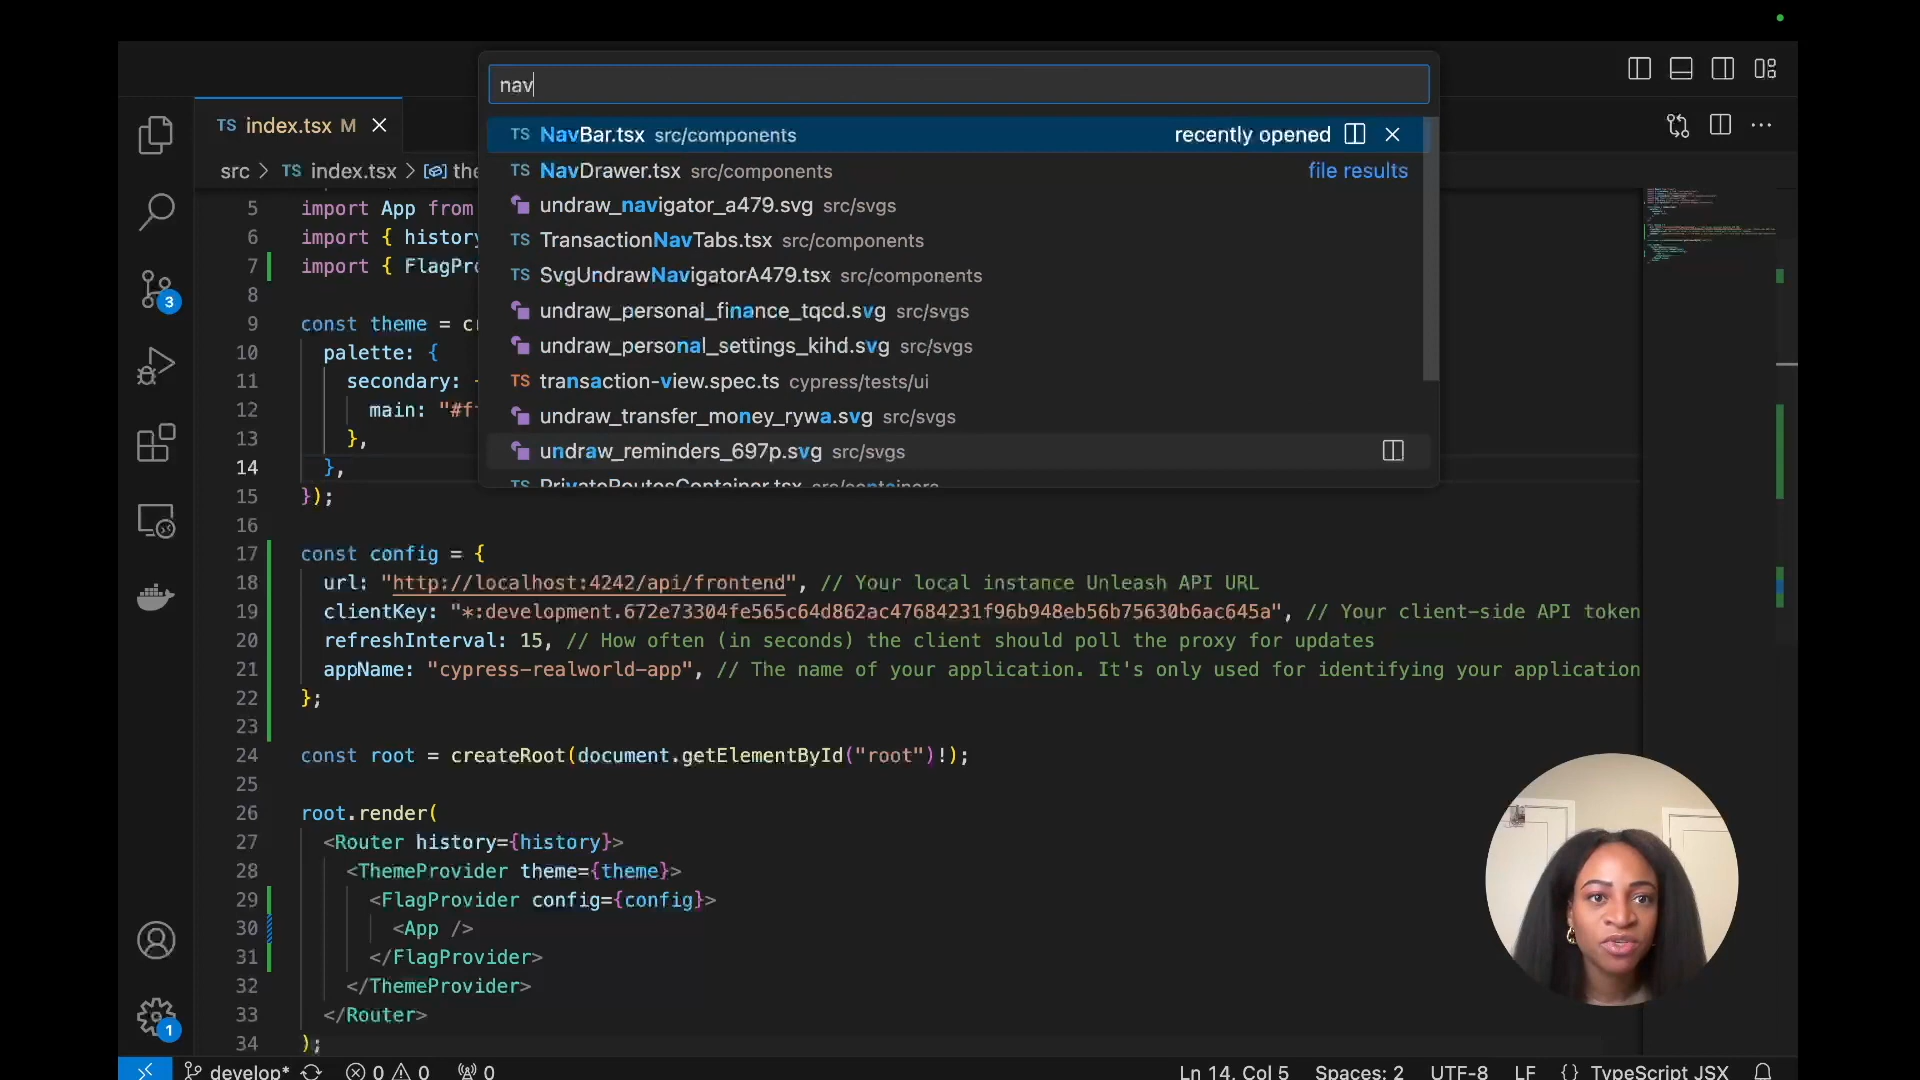 nav
TS index.tsx M
NavBar.tsx src/components recently opened
NavDrawer.tsx src/components file results
undraw_navigator_a479.svg src/svgs
TransactionNavTabs.tsx src/components
SvgUndrawNavigatorA479.tsx src/components
undraw_personal_finance_tqcd.svg src/svgs
undraw_personal_settings_kihd.svg src/svgs
transaction-view.spec.ts cypress/tests/ui
undraw_transfer_money_rywa.svg src/svgs
undraw_reminders_697p.svg src/svgs
PrivateRoutesContainer.tsx src/containers
src > TS index.tsx > the
5 import App from
6 import { history
7 import { FlagPro
8
9 const theme = cr
10 palette: {
11 secondary: {
12 main: "#ff
13 },
14 },
15 });
16
17 const config = {
18 url: "http://localhost:4242/api/frontend", // Your local instance Unleash API URL
19 clientKey: "*:development.672e73304fe565c64d862ac47684231f96b948eb56b75630b6ac645a", // Your client-side API token
20 refreshInterval: 15, // How often (in seconds) the client should poll the proxy for updates
21 appName: "cypress-realworld-app", // The name of your application. It's only used for identifying your application
22 };
23
24 const root = createRoot(document.getElementById("root")!);
25
26 root.render(
27 <Router history={history}>
28 <ThemeProvider theme={theme}>
29 <FlagProvider config={config}>
30 <App />
31 </FlagProvider>
32 </ThemeProvider>
33 </Router>
34 );
3
1
develop* 0 0 0 Ln 14, Col 5 Spaces: 2 UTF-8 LF {} TypeScript JSX